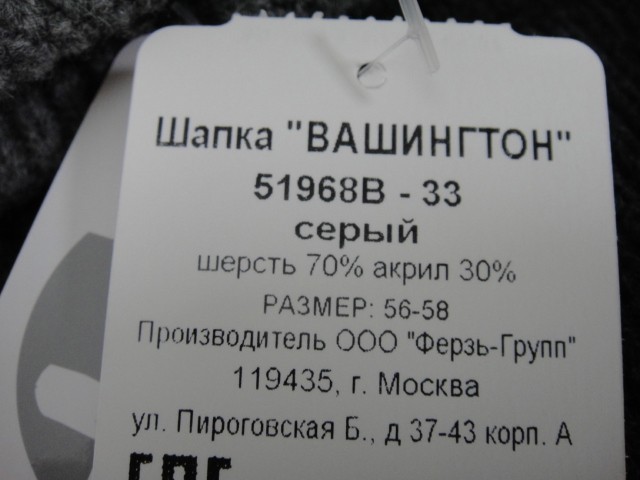 Шапка "ВАШИНГТОН"
51968В - 33
серый
шерсть 70% акрил 30%
РАЗМЕР: 56-58
Производитель ООО "Ферзь-Групп"
119435, г. Москва
ул. Пироговская Б., д 37-43 корп. А